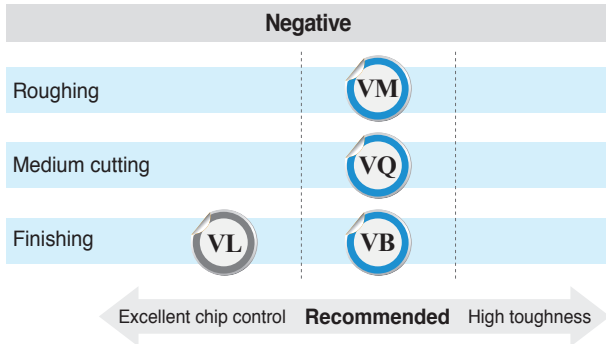 Negative
Roughing
VM
Medium cutting
VQ
Finishing
VL
VB
Excellent chip control Recommended High toughness